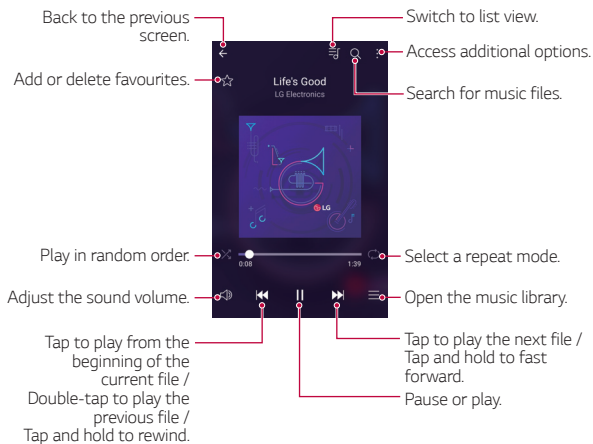 Back to the previous
screen.
Switch to list view.
Access additional options.
Add or delete favourites.
Life's Good
LG Electronics
Search for music files.
LG
Play in random order.
0:08
1:39
Select a repeat mode.
Adjust the sound volume.
Open the music library.
Tap to play from the
beginning of the
current file /
Double-tap to play the
previous file /
Tap and hold to rewind.
Tap to play the next file /
Tap and hold to fast
forward.
Pause or play.